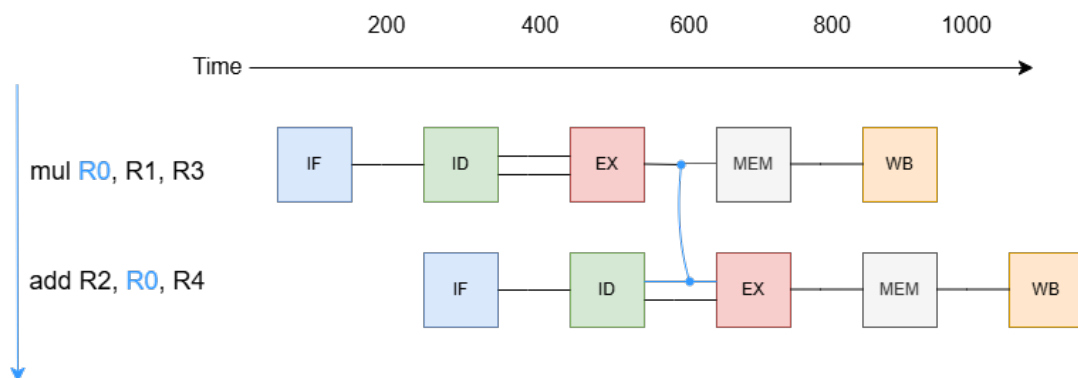 200 400 600 800 1000
Time
mul R0, R1, R3
IF ID EX MEM WB
add R2, R0, R4
IF ID EX MEM WB